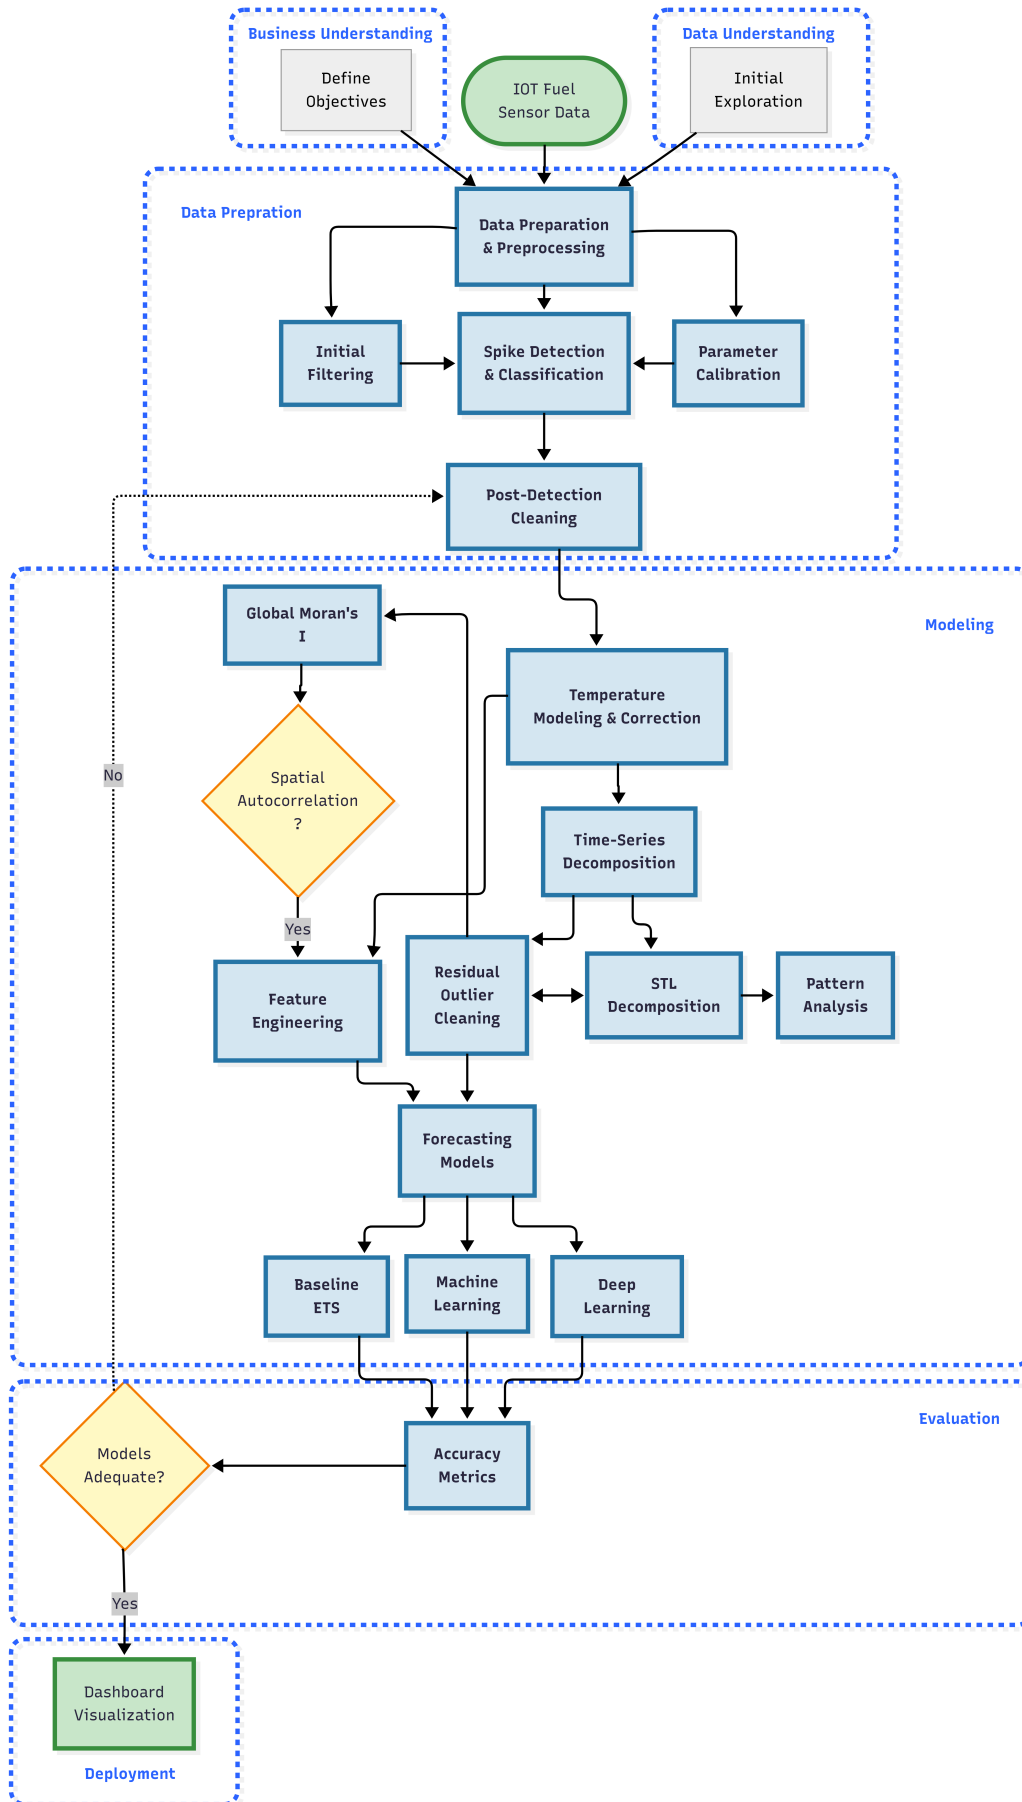 Business Understanding
Define
Objectives
IOT Fuel
Sensor Data
Data Understanding
Initial
Exploration
Data Prepration
Data Preparation
& Preprocessing
Initial
Filtering
Spike Detection
& Classification
Parameter
Calibration
Post-Detection
Cleaning
Modeling
Global Moran's
I
Temperature
Modeling & Correction
No
Spatial
Autocorrelation
?
Time-Series
Decomposition
Yes
Feature
Engineering
Residual
Outlier
Cleaning
STL
Decomposition
Pattern
Analysis
Forecasting
Models
Baseline
ETS
Machine
Learning
Deep
Learning
Evaluation
Models
Adequate?
Accuracy
Metrics
Yes
Dashboard
Visualization
Deployment